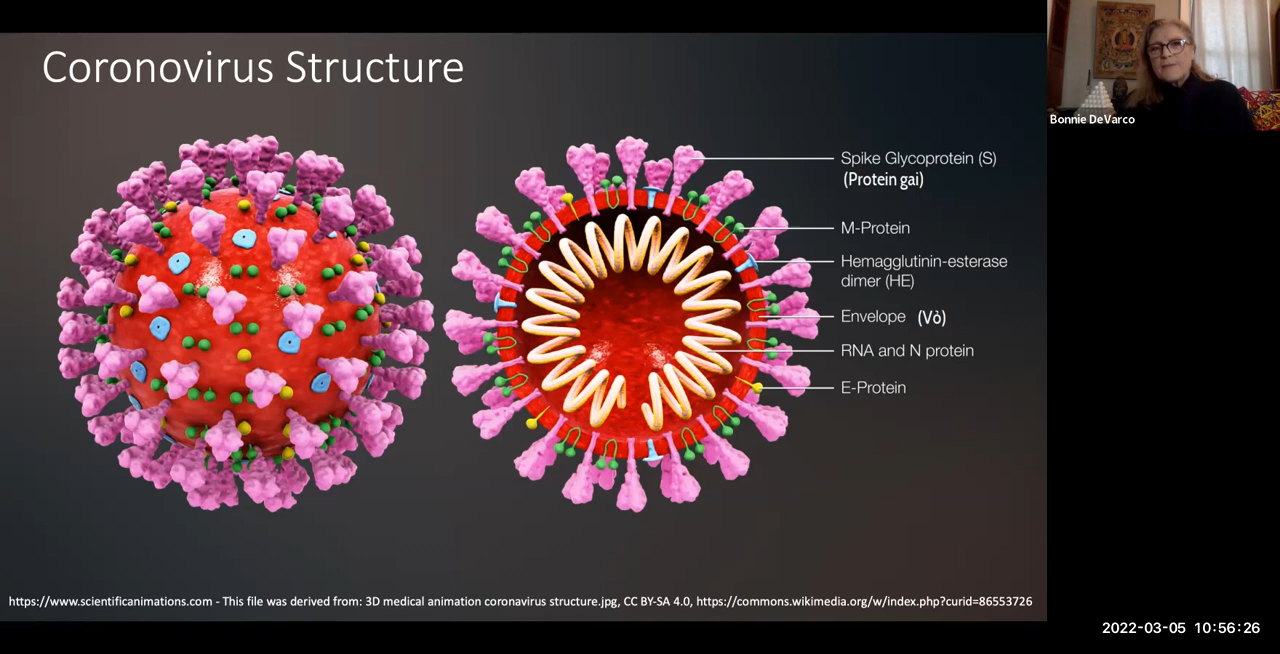 Coronovirus Structure
Bonnie DeVarco
Spike Glycoprotein (S)
(Protein gai)
M-Protein
Hemagglutinin-esterase
dimer (HE)
Envelope (Vỏ)
RNA and N protein
E-Protein
https://www.scientificanimations.com - This file was derived from: 3D medical animation coronavirus structure.jpg, CC BY-SA 4.0, https://commons.wikimedia.org/w/index.php?curid=86553726
2022-03-05 10:56:26